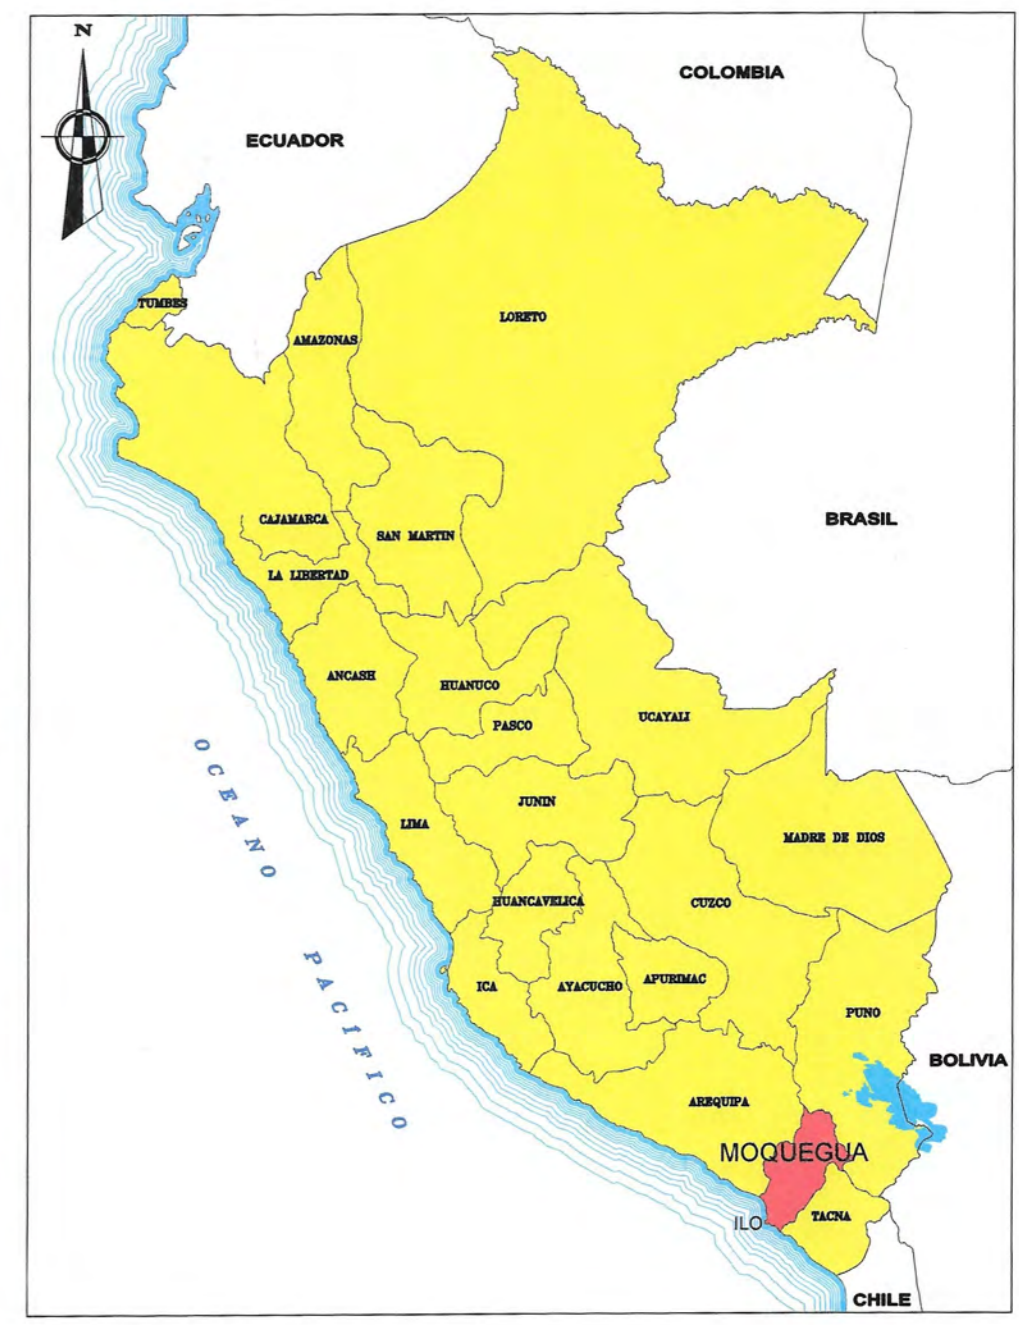 N
COLOMBIA
ECUADOR
TUMBES
LORETO
AMAZONAS
BRASIL
CAJAMARCA
SAN MARTIN
LA LIBERTAD
ANCASH
HUANUCO
UCAYALI
PASCO
OCEANO PACÍFICO
JUNIN
LIMA
MADRE DE DIOS
HUANCAVELICA
CUZCO
ICA
AYACUCHO
APURIMAC
PUNO
BOLIVIA
AREQUIPA
MOQUEGUA
ILO
TACNA
CHILE